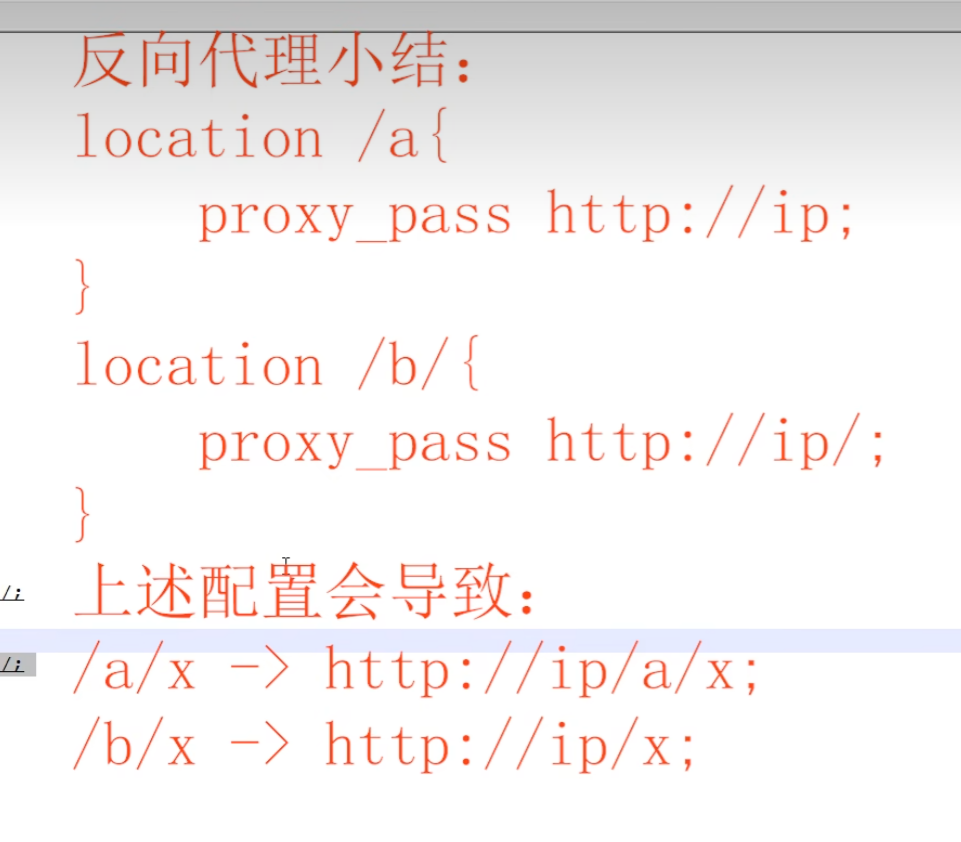 反向代理小结：
location /a{
proxy_pass http://ip;
}
location /b/{
proxy_pass http://ip/;
}
上述配置会导致：
/;
/;
/a/x -> http://ip/a/x;
/b/x -> http://ip/x;